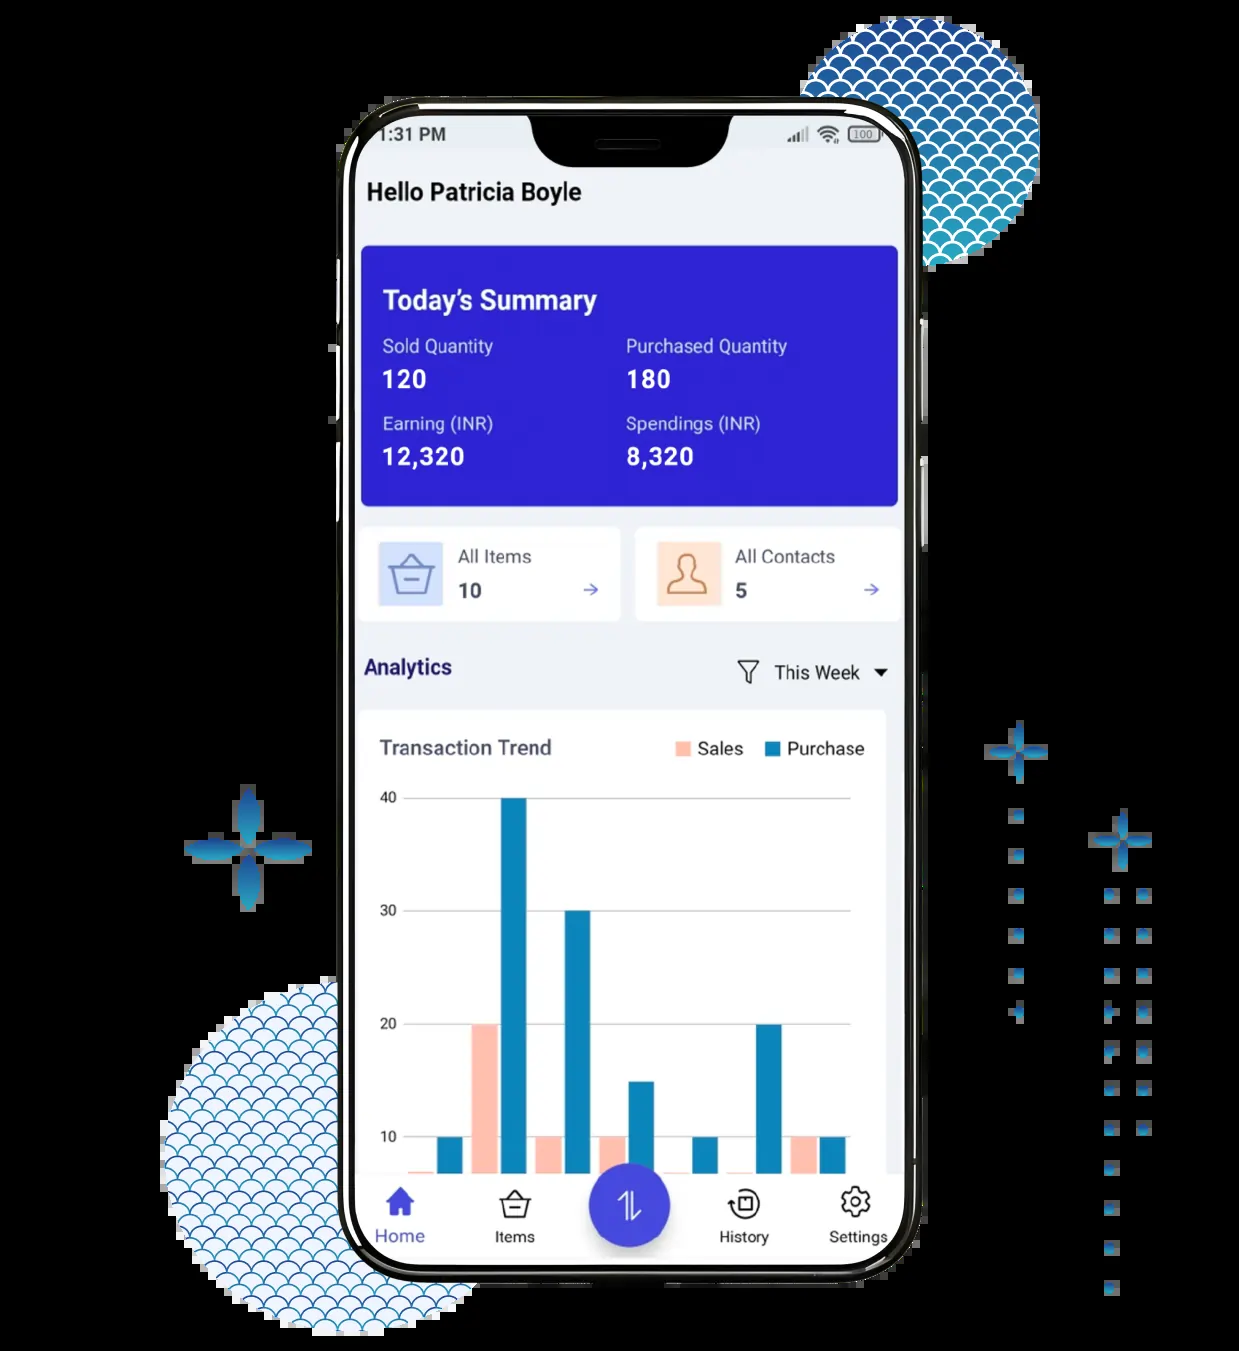 1:31 PM 100
Hello Patricia Boyle
Today's Summary
Sold Quantity Purchased Quantity
120 180
Earning (INR) Spendings (INR)
12,320 8,320
All Items All Contacts
10 → 5 →
Analytics This Week
Transaction Trend Sales Purchase
40
30
20
10
Home Items History Settings